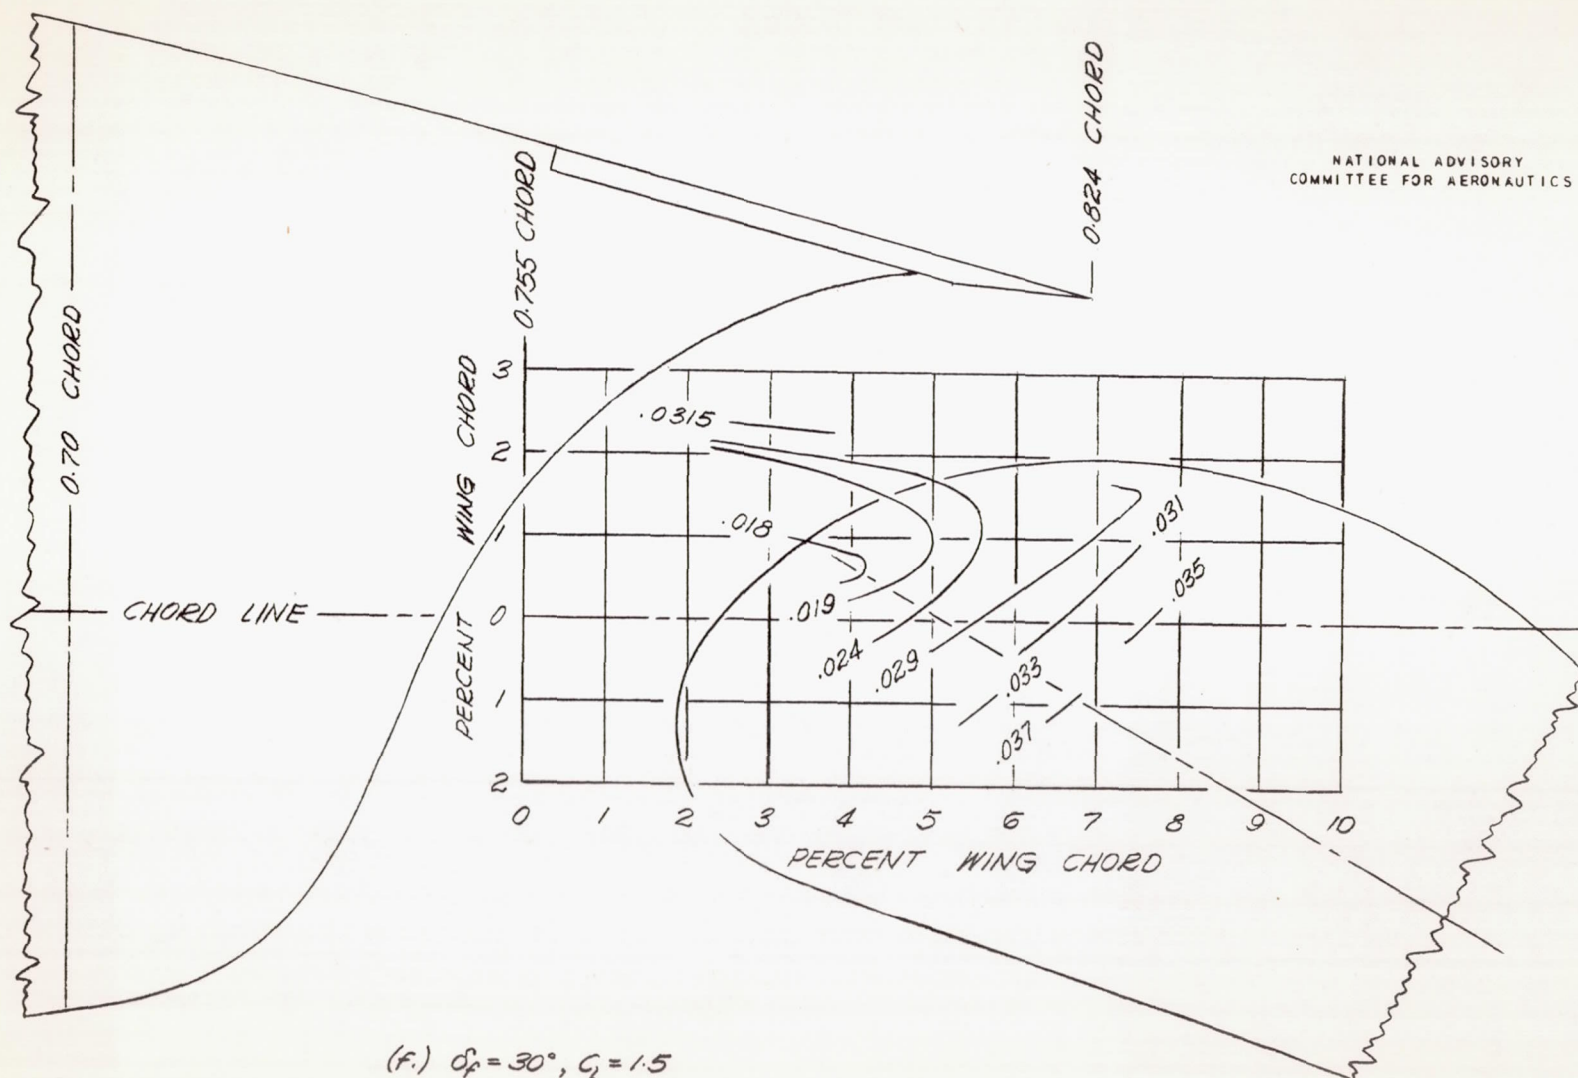 0.824 CHORD
NATIONAL ADVISORY
COMMITTEE FOR AERONAUTICS
0.755 CHORD
0.70 CHORD
PERCENT WING CHORD
3
2
1
0
1
2
.0315
.018
.019
.024
.029
.031
.035
.033
.037
CHORD LINE
0 1 2 3 4 5 6 7 8 9 10
PERCENT WING CHORD
(f.) δf = 30°, Cl = 1.5